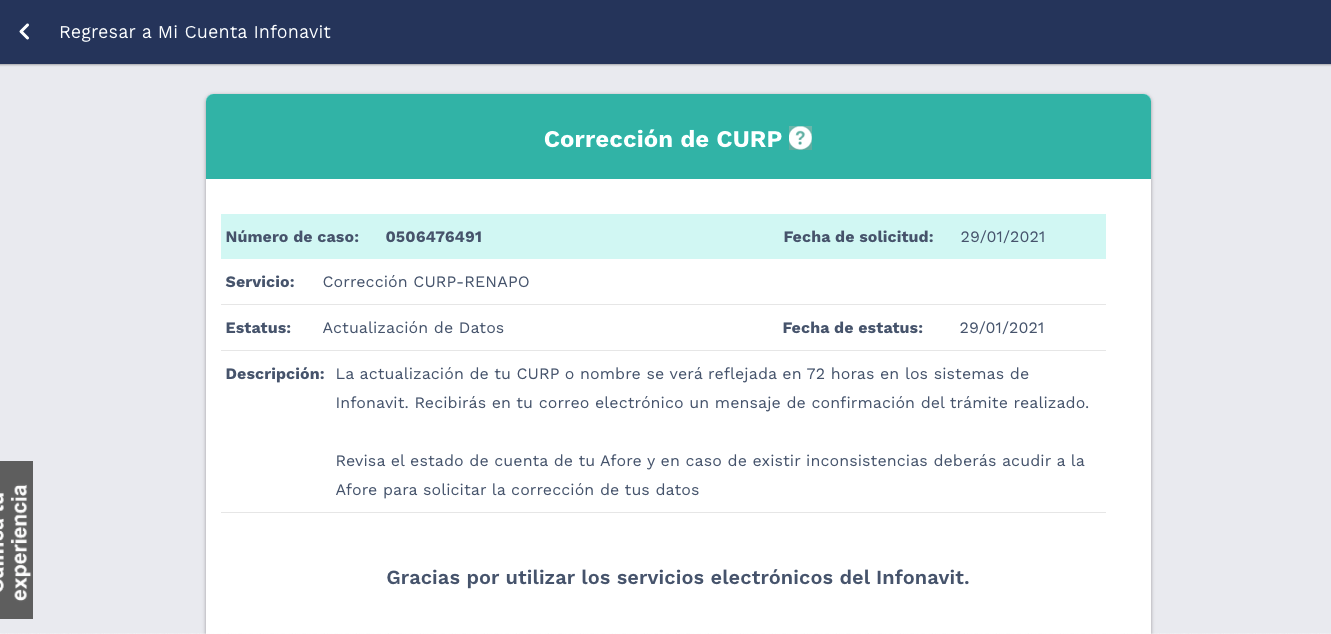 Regresar a Mi Cuenta Infonavit
Corrección de CURP ?
Número de caso: 0506476491 Fecha de solicitud: 29/01/2021
Servicio: Corrección CURP-RENAPO
Estatus: Actualización de Datos Fecha de estatus: 29/01/2021
Descripción: La actualización de tu CURP o nombre se verá reflejada en 72 horas en los sistemas de
Infonavit. Recibirás en tu correo electrónico un mensaje de confirmación del trámite realizado.
Revisa el estado de cuenta de tu Afore y en caso de existir inconsistencias deberás acudir a la
Afore para solicitar la corrección de tus datos
experiencia
Gracias por utilizar los servicios electrónicos del Infonavit.